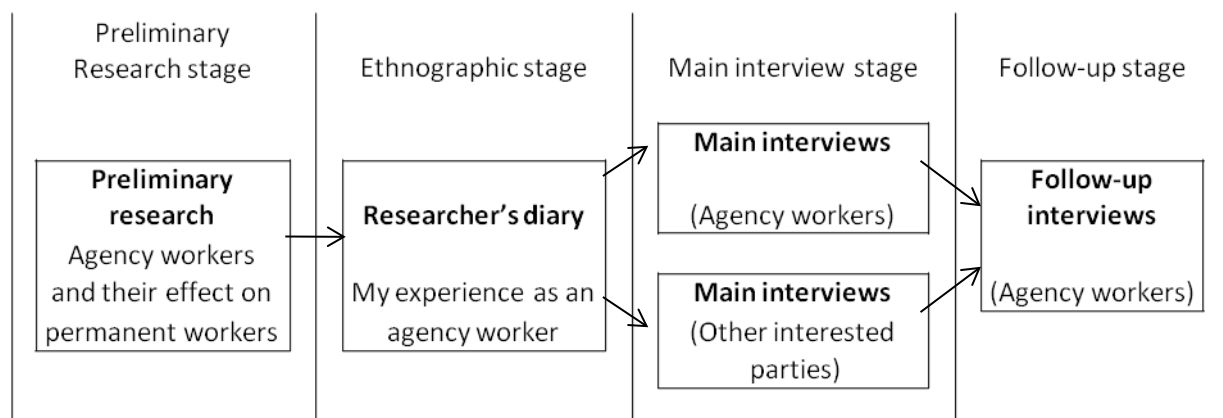 Preliminary
Research stage
Ethnographic stage
Main interview stage
Follow-up stage
Preliminary
research
Agency workers
and their effect on
permanent workers
Researcher's diary
My experience as an
agency worker
Main interviews
(Agency workers)
Main interviews
(Other interested
parties)
Follow-up
interviews
(Agency workers)